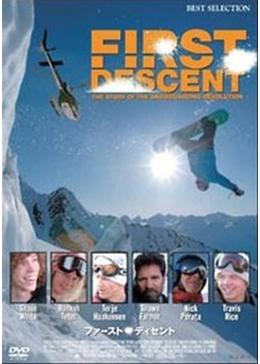 BEST SELECTION
FIRST
DESCENT
THE STORY OF THE SNOWBOARDING REVOLUTION
Shaun White
Hannah Teter
Terje Haakonsen
Shawn Farmer
Nick Perata
Travis Rice
ファースト・ディセント
DVD